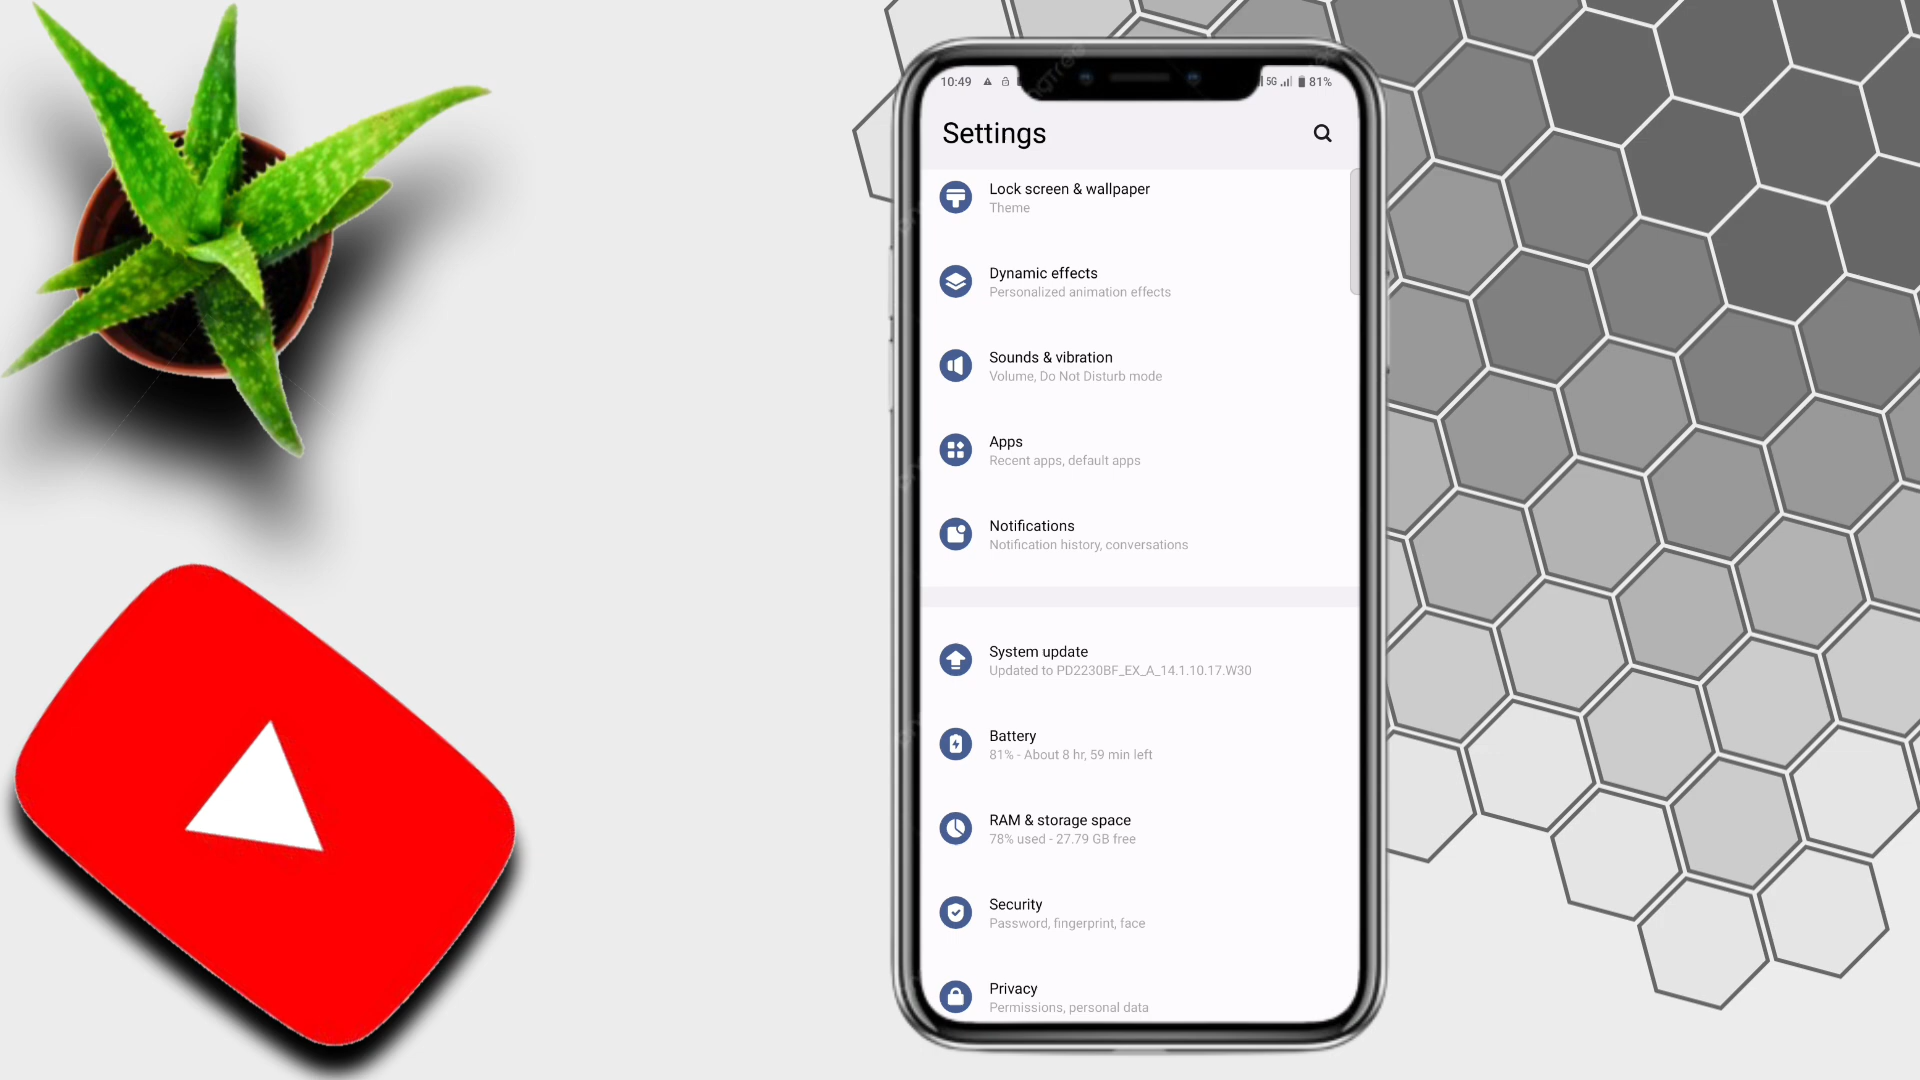 10:49 5G 81%
Settings
Lock screen & wallpaper
Theme
Dynamic effects
Personalized animation effects
Sounds & vibration
Volume, Do Not Disturb mode
Apps
Recent apps, default apps
Notifications
Notification history, conversations
System update
Updated to PD2230BF_EX_A_14.1.10.17.W30
Battery
81% - About 8 hr, 59 min left
RAM & storage space
78% used - 27.79 GB free
Security
Password, fingerprint, face
Privacy
Permissions, personal data